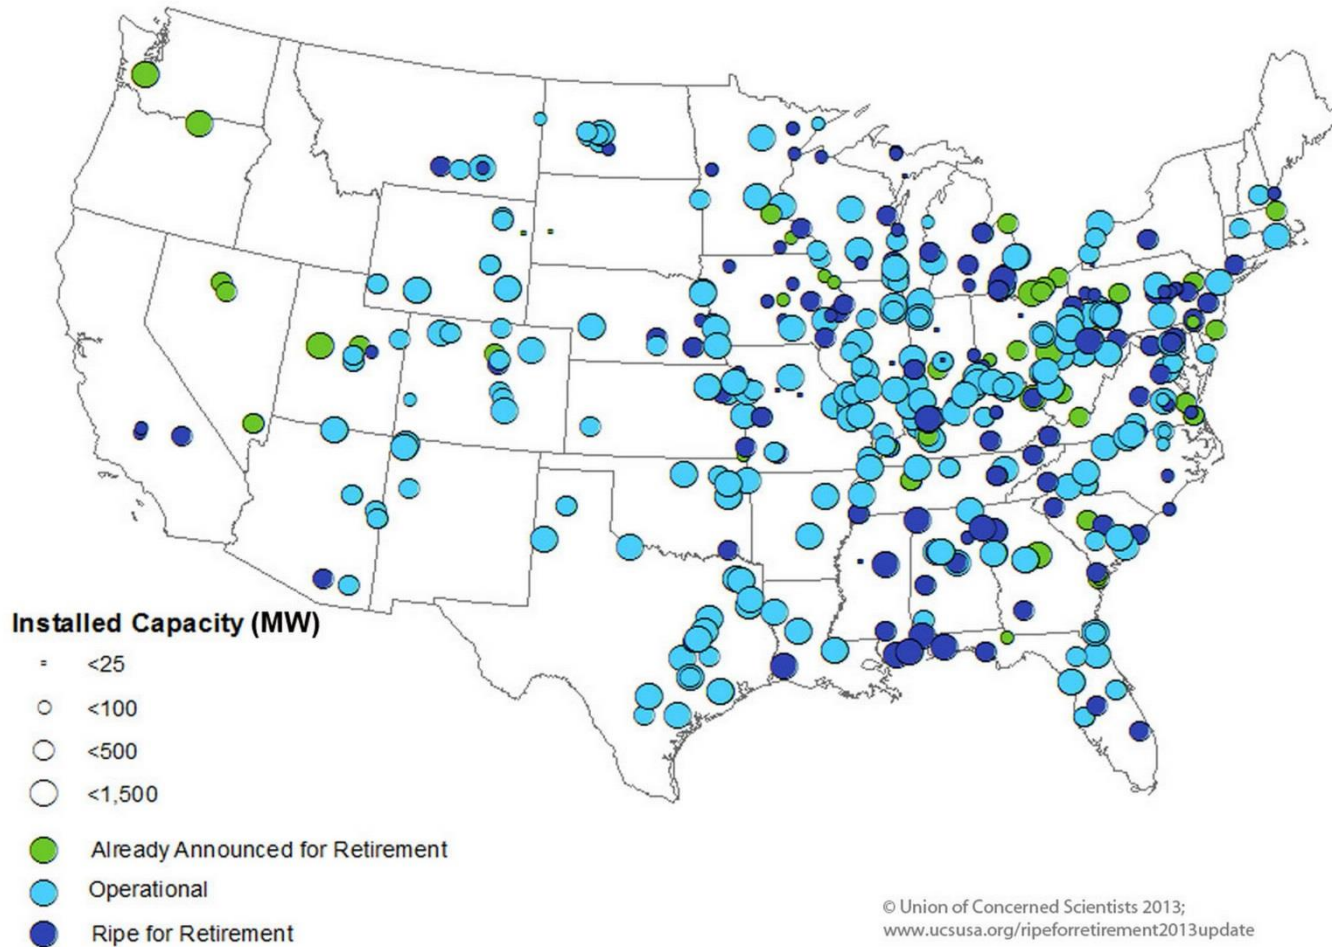 Installed Capacity (MW)
<25
<100
<500
<1,500
Already Announced for Retirement
Operational
Ripe for Retirement
© Union of Concerned Scientists 2013;
www.ucsusa.org/ripeforretirement2013update